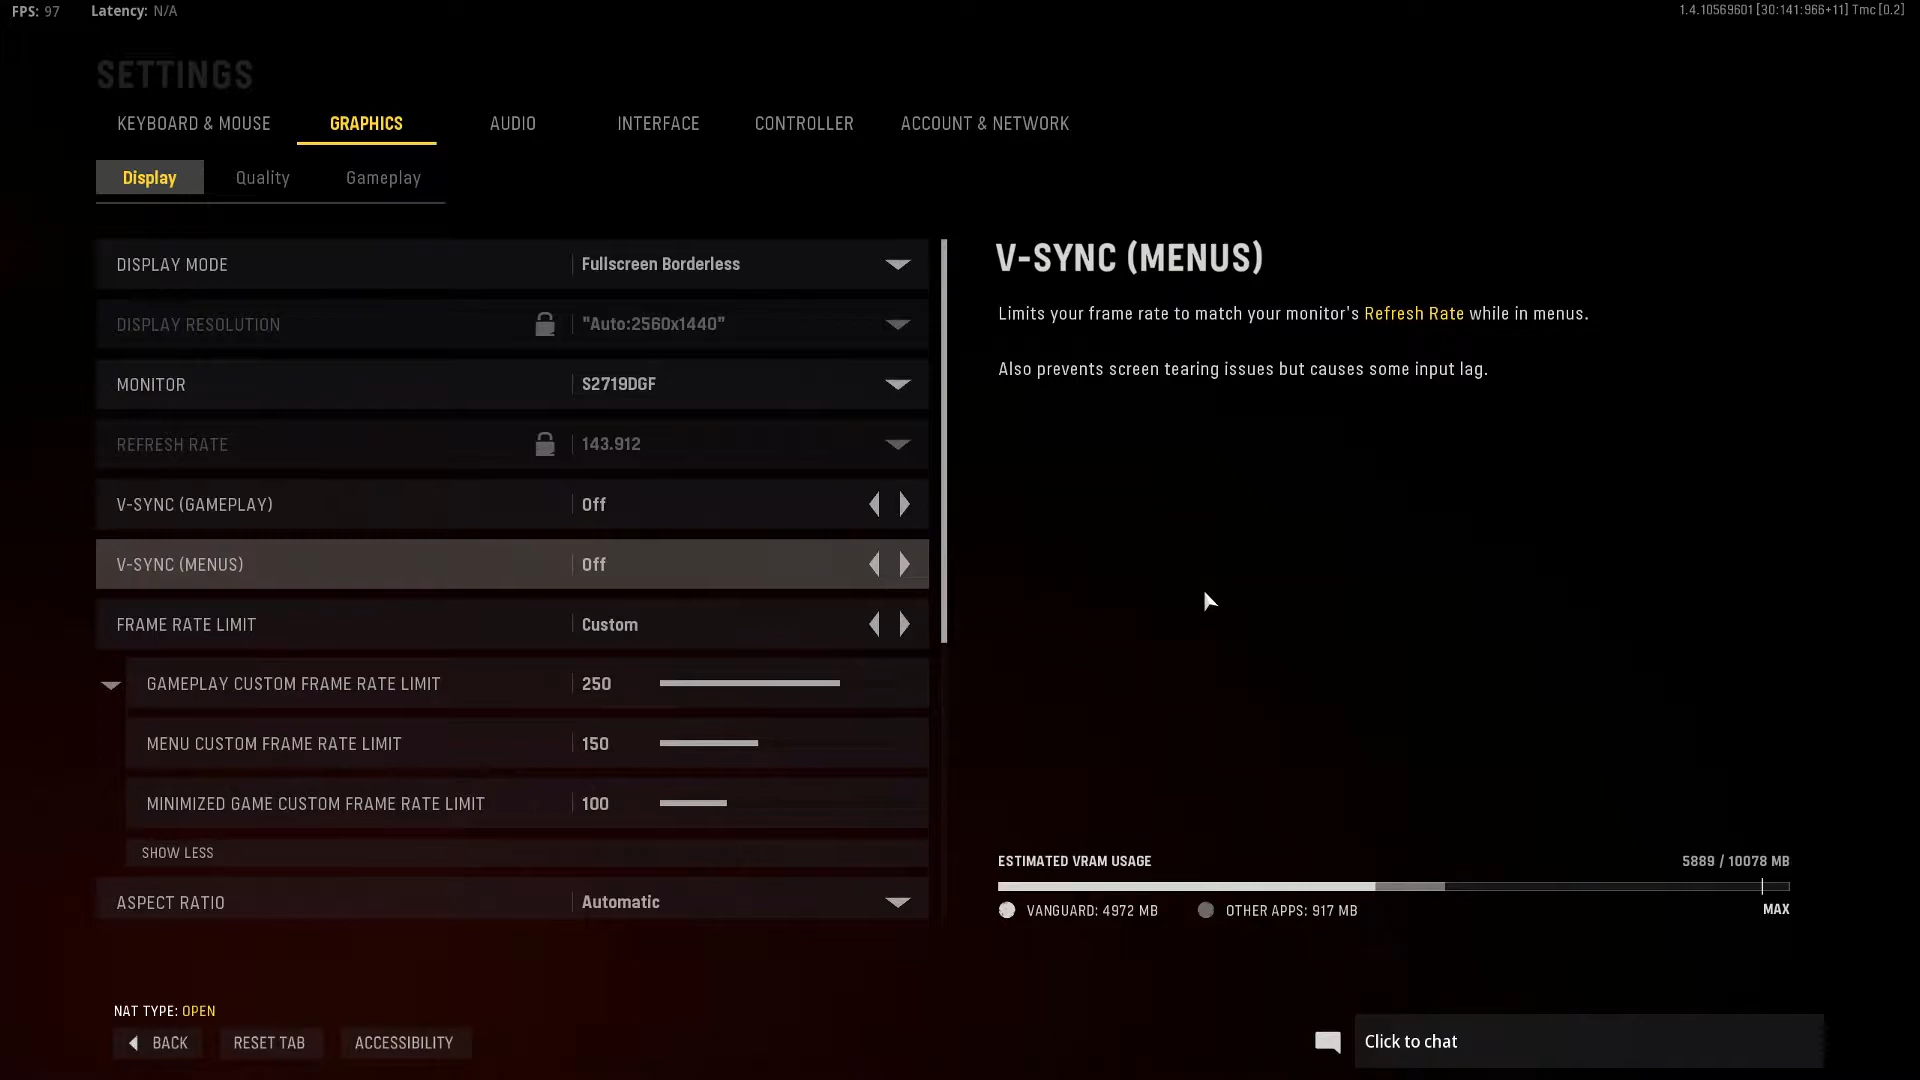 FPS: 97 Latency: N/A 1.4.10569601 [30:141:966+11] Tmc [0.2]
SETTINGS
KEYBOARD & MOUSE GRAPHICS AUDIO INTERFACE CONTROLLER ACCOUNT & NETWORK
Display Quality Gameplay
DISPLAY MODE Fullscreen Borderless
DISPLAY RESOLUTION "Auto:2560x1440"
MONITOR S2719DGF
REFRESH RATE 143.912
V-SYNC (GAMEPLAY) Off
V-SYNC (MENUS) Off
FRAME RATE LIMIT Custom
GAMEPLAY CUSTOM FRAME RATE LIMIT 250
MENU CUSTOM FRAME RATE LIMIT 150
MINIMIZED GAME CUSTOM FRAME RATE LIMIT 100
SHOW LESS
ASPECT RATIO Automatic
V-SYNC (MENUS)
Limits your frame rate to match your monitor's Refresh Rate while in menus.
Also prevents screen tearing issues but causes some input lag.
ESTIMATED VRAM USAGE 5889 / 10078 MB
VANGUARD: 4972 MB OTHER APPS: 917 MB MAX
NAT TYPE: OPEN
BACK RESET TAB ACCESSIBILITY
Click to chat